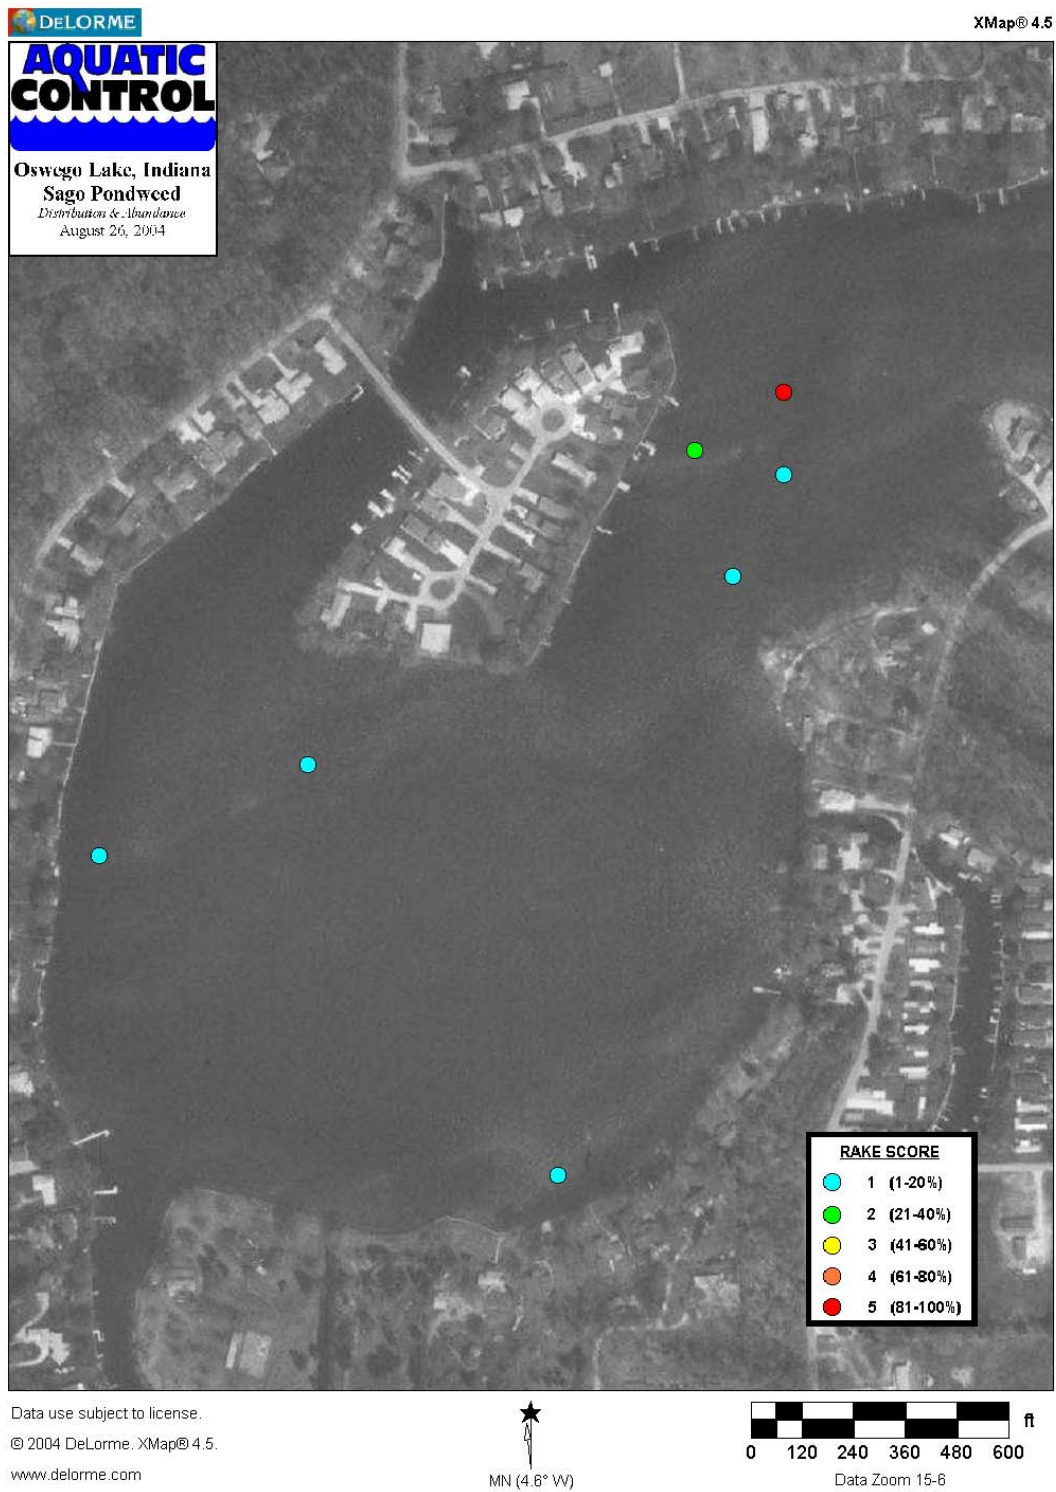 DELORME
XMap® 4.5
AQUATIC
CONTROL
Oswego Lake, Indiana
Sago Pondweed
Distribution & Abundance
August 26, 2004
RAKE SCORE
1 (1-20%)
2 (21-40%)
3 (41-60%)
4 (61-80%)
5 (81-100%)
Data use subject to license.
© 2004 DeLorme. XMap® 4.5.
www.delorme.com
MN (4.6° W)
ft
0 120 240 360 480 600
Data Zoom 15-6